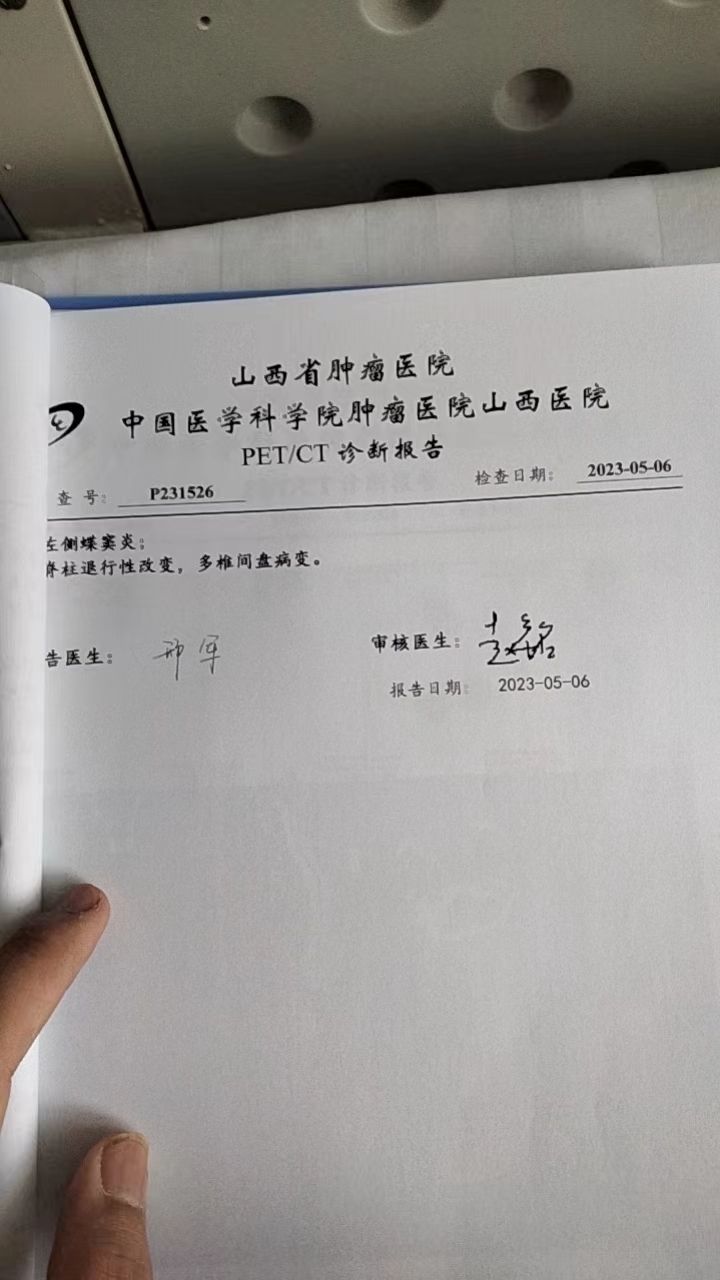 山西省肿瘤医院
中国医学科学院肿瘤医院山西医院
PET/CT 诊断报告
查 号: P231526 检查日期: 2023-05-06
左侧蝶窦炎;
脊柱退行性改变，多椎间盘病变。
告医生: 审核医生:
报告日期: 2023-05-06